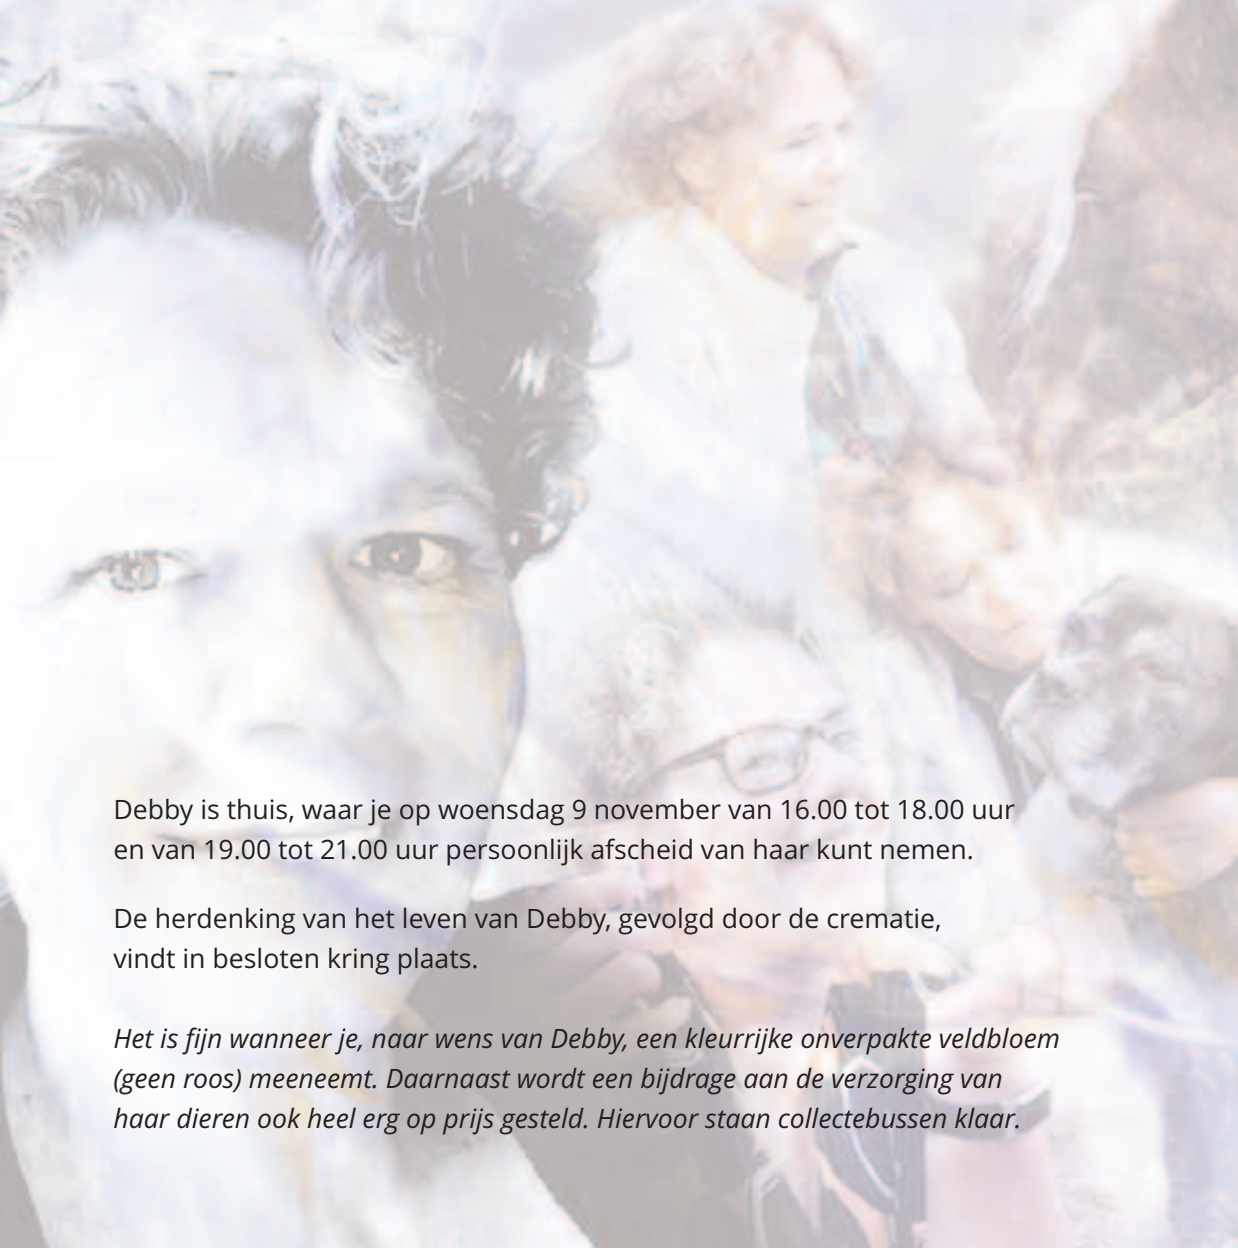 Debby is thuis, waar je op woensdag 9 november van 16.00 tot 18.00 uur
en van 19.00 tot 21.00 uur persoonlijk afscheid van haar kunt nemen.
De herdenking van het leven van Debby, gevolgd door de crematie,
vindt in besloten kring plaats.
Het is fijn wanneer je, naar wens van Debby, een kleurrijke onverpakte veldbloem
(geen roos) meeneemt. Daarnaast wordt een bijdrage aan de verzorging van
haar dieren ook heel erg op prijs gesteld. Hiervoor staan collectebussen klaar.